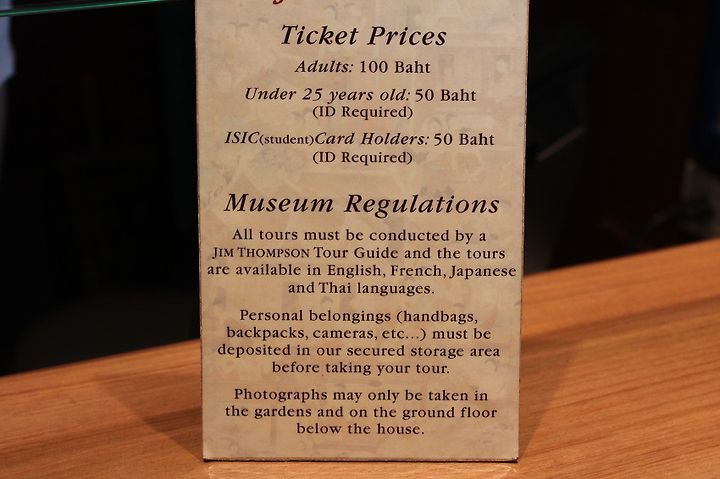 Ticket Prices
Adults: 100 Baht
Under 25 years old: 50 Baht
(ID Required)
ISIC(student)Card Holders: 50 Baht
(ID Required)
Museum Regulations
All tours must be conducted by a
JIM THOMPSON Tour Guide and the tours
are available in English, French, Japanese
and Thai languages.
Personal belongings (handbags,
backpacks, cameras, etc...) must be
deposited in our secured storage area
before taking your tour.
Photographs may only be taken in
the gardens and on the ground floor
below the house.